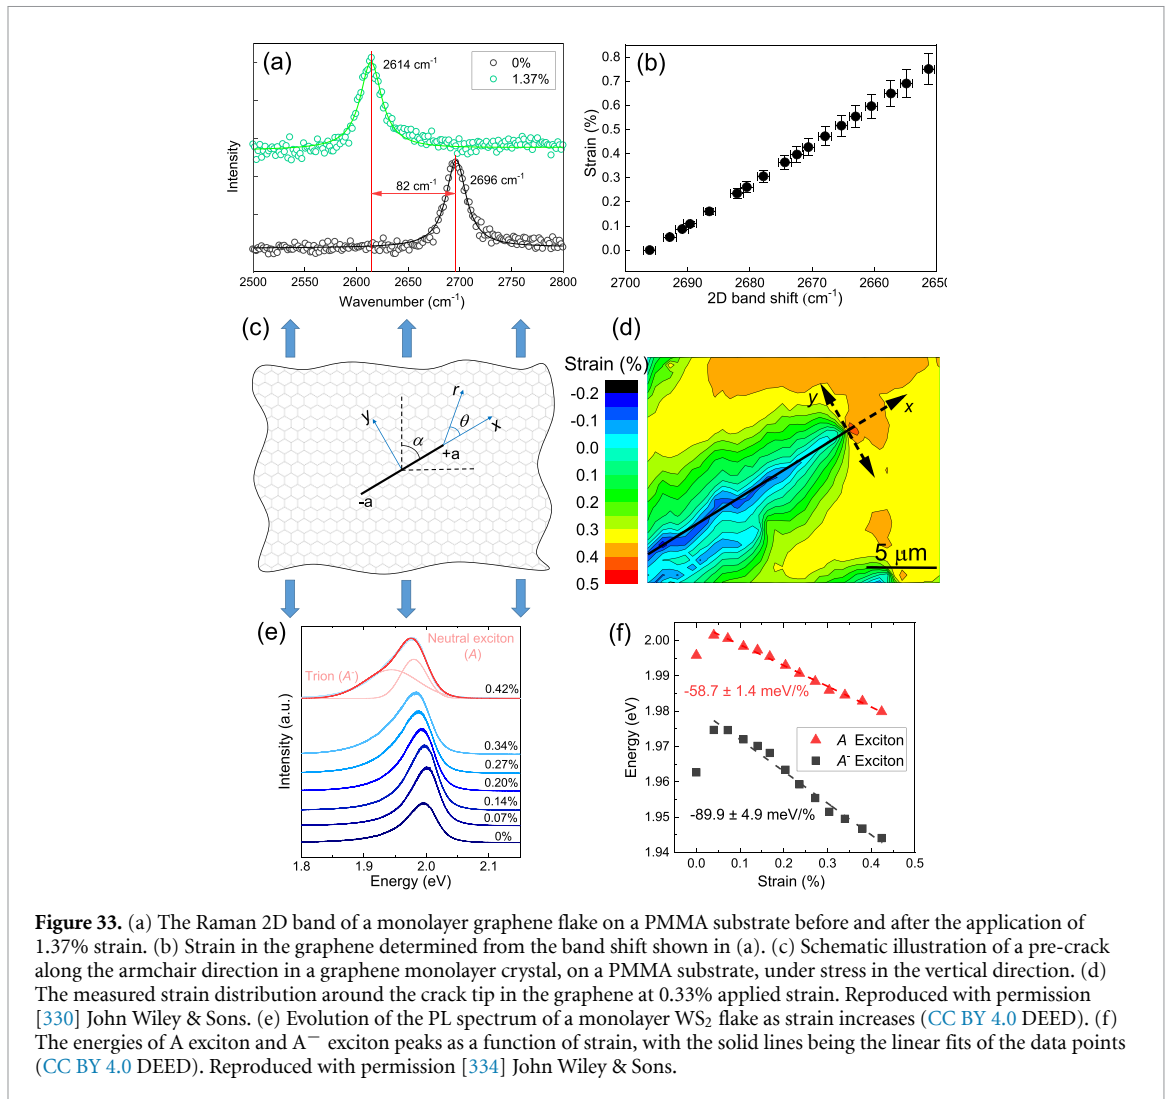 (a)
2614 cm⁻¹
0%
1.37%
82 cm⁻¹
2696 cm⁻¹
Intensity
2500 2550 2600 2650 2700 2750 2800
Wavenumber (cm⁻¹)
(b)
Strain (%)
0.8
0.7
0.6
0.5
0.4
0.3
0.2
0.1
0.0
2700 2690 2680 2670 2660 2650
2D band shift (cm⁻¹)
(c)
r
y
θ
x
α
+a
-a
(d)
Strain (%)
-0.2
-0.1
0.0
0.1
0.2
0.3
0.4
0.5
y
x
5 μm
(e)
Neutral exciton
(A)
Trion (A⁻)
0.42%
0.34%
0.27%
0.20%
0.14%
0.07%
0%
Intensity (a.u.)
1.8 1.9 2.0 2.1
Energy (eV)
(f)
Energy (eV)
2.00
1.99
1.98
1.97
1.96
1.95
1.94
-58.7 ± 1.4 meV/%
A Exciton
A⁻ Exciton
-89.9 ± 4.9 meV/%
0.0 0.1 0.2 0.3 0.4 0.5
Strain (%)
Figure 33. (a) The Raman 2D band of a monolayer graphene flake on a PMMA substrate before and after the application of
1.37% strain. (b) Strain in the graphene determined from the band shift shown in (a). (c) Schematic illustration of a pre-crack
along the armchair direction in a graphene monolayer crystal, on a PMMA substrate, under stress in the vertical direction. (d)
The measured strain distribution around the crack tip in the graphene at 0.33% applied strain. Reproduced with permission
[330] John Wiley & Sons. (e) Evolution of the PL spectrum of a monolayer WS₂ flake as strain increases (CC BY 4.0 DEED). (f)
The energies of A exciton and A⁻ exciton peaks as a function of strain, with the solid lines being the linear fits of the data points
(CC BY 4.0 DEED). Reproduced with permission [334] John Wiley & Sons.